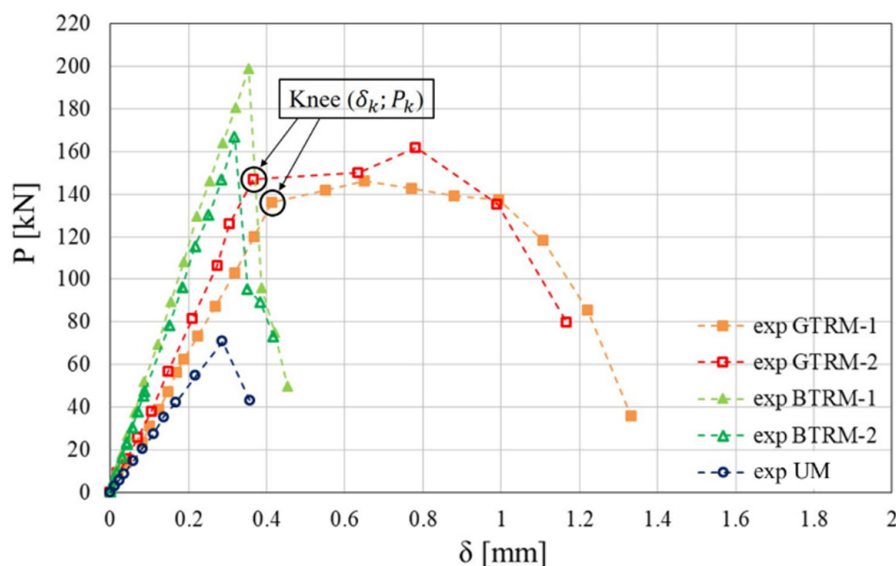 220
200
180
160
140
120
100
80
60
40
20
0
P [kN]
Knee (δₖ; Pₖ)
exp GTRM-1
exp GTRM-2
exp BTRM-1
exp BTRM-2
exp UM
0 0.2 0.4 0.6 0.8 1 1.2 1.4 1.6 1.8 2
δ [mm]